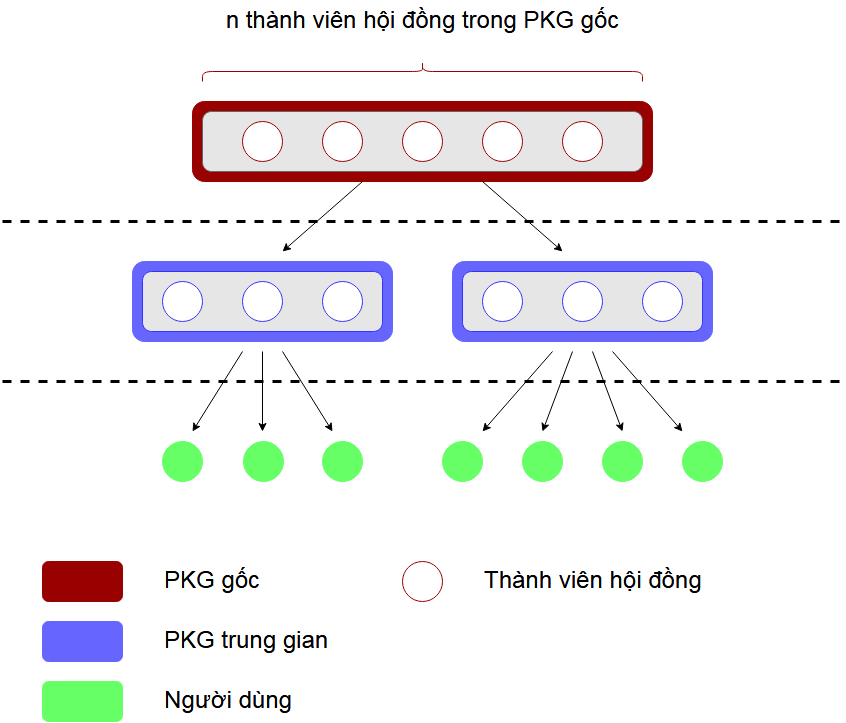 n thành viên hội đồng trong PKG gốc
PKG gốc
Thành viên hội đồng
PKG trung gian
Người dùng